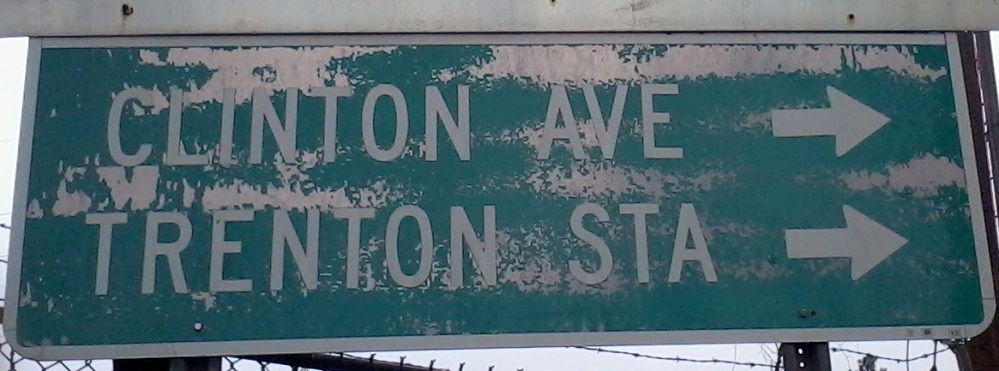 CLINTON AVE →
TRENTON STA →